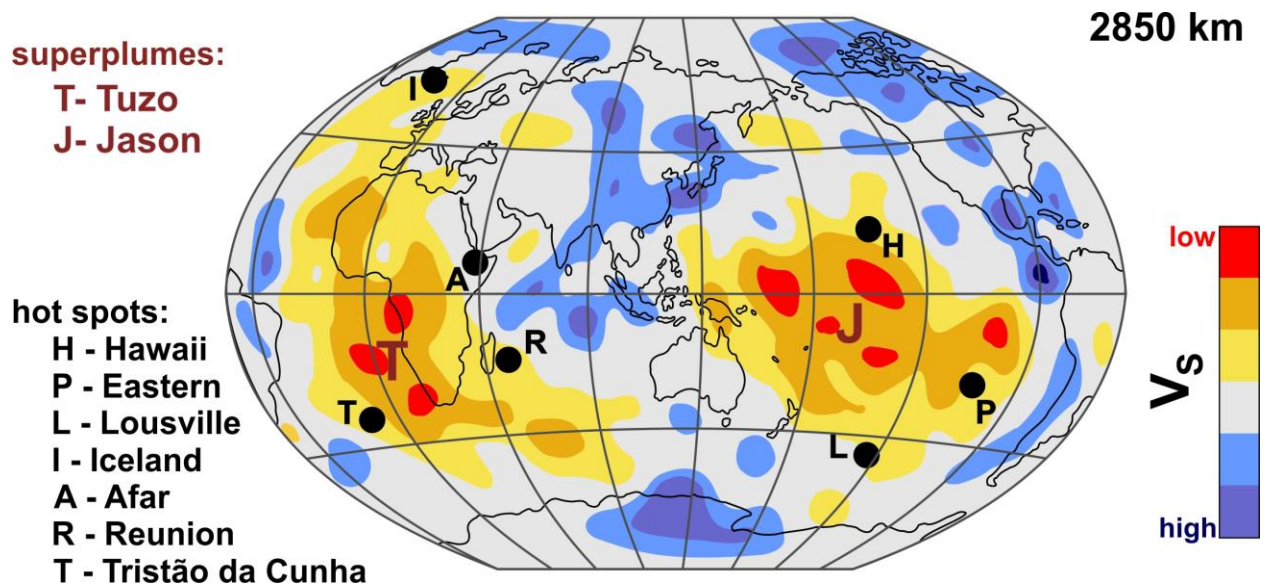 2850 km
superplumes:
T- Tuzo
J- Jason
I
H
A
J
R
T
P
T
L
hot spots:
H - Hawaii
P - Eastern
L - Lousville
I - Iceland
A - Afar
R - Reunion
T - Tristão da Cunha
low
Vs
high